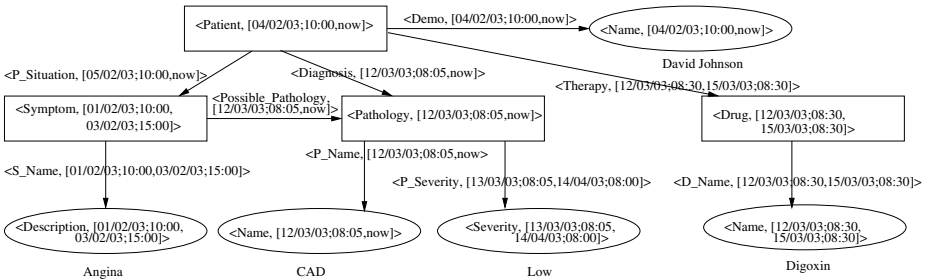 <Patient, [04/02/03;10:00,now]>
<Demo, [04/02/03;10:00,now]>
<Name, [04/02/03;10:00,now]>
David Johnson
<P_Situation, [05/02/03;10:00,now]>
<Diagnosis, [12/03/03;08:05,now]>
<Therapy, [12/03/03;08:30,15/03/03;08:30]>
<Symptom, [01/02/03;10:00,
03/02/03;15:00]>
<Possible_Pathology,
[12/03/03;08:05,now]>
<Pathology, [12/03/03;08:05,now]>
<Drug, [12/03/03;08:30,
15/03/03;08:30]>
<S_Name, [01/02/03;10:00,03/02/03;15:00]>
<P_Name, [12/03/03;08:05,now]>
<P_Severity, [13/03/03;08:05,14/04/03;08:00]>
<D_Name, [12/03/03;08:30,15/03/03;08:30]>
<Description, [01/02/03;10:00,
03/02/03;15:00]>
<Name, [12/03/03;08:05,now]>
<Severity, [13/03/03;08:05,
14/04/03;08:00]>
<Name, [12/03/03;08:30,
15/03/03;08:30]>
Angina
CAD
Low
Digoxin